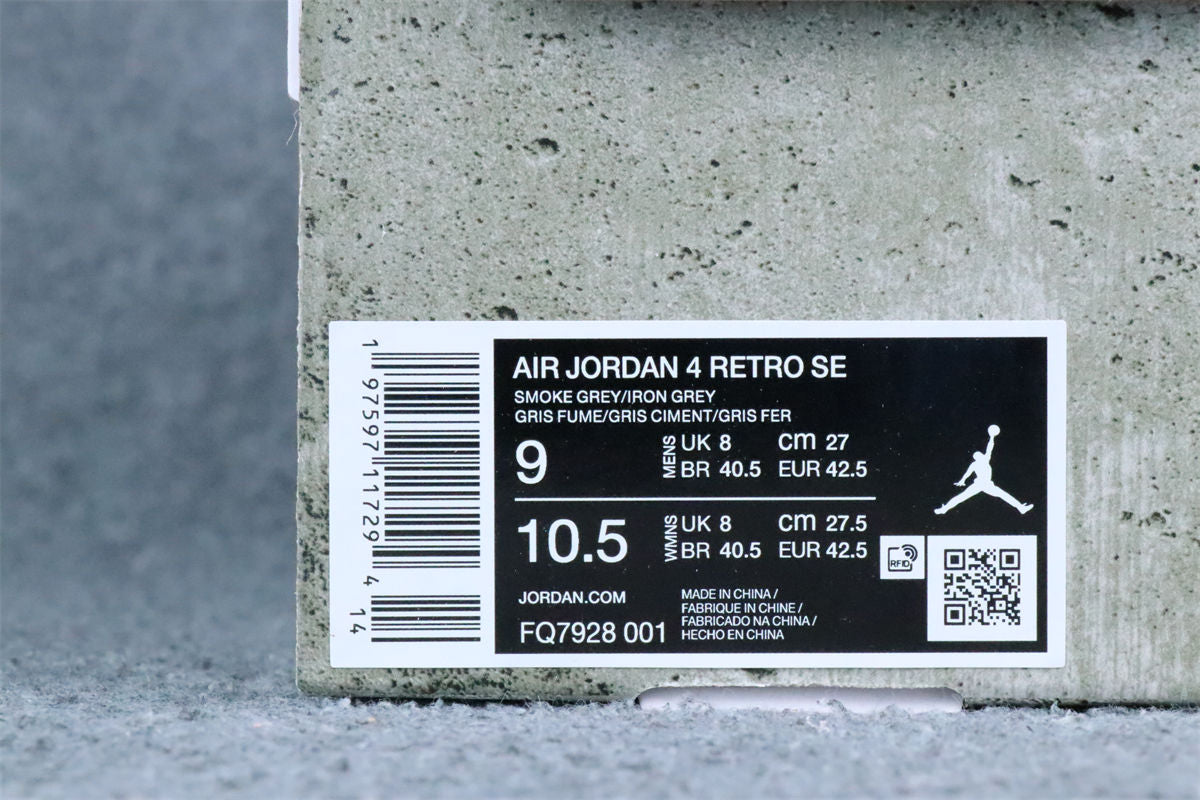 AIR JORDAN 4 RETRO SE
SMOKE GREY/IRON GREY
GRIS FUME/GRIS CIMENT/GRIS FER
9 MENS UK 8 cm 27
BR 40.5 EUR 42.5
10.5 WMNS UK 8 cm 27.5
BR 40.5 EUR 42.5
JORDAN.COM
FQ7928 001
MADE IN CHINA /
FABRIQUE IN CHINE /
FABRICADO NA CHINA /
HECHO EN CHINA
RFID
1 97597 11729 4 14